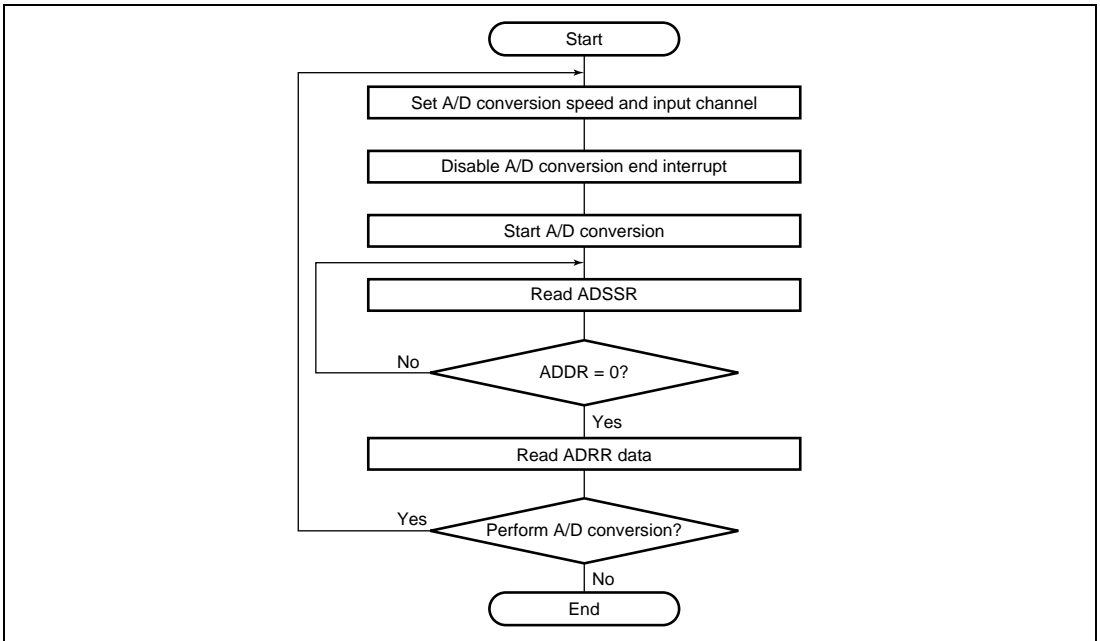 Start
Set A/D conversion speed and input channel
Disable A/D conversion end interrupt
Start A/D conversion
Read ADSSR
No
ADDR = 0?
Yes
Read ADRR data
Yes
Perform A/D conversion?
No
End